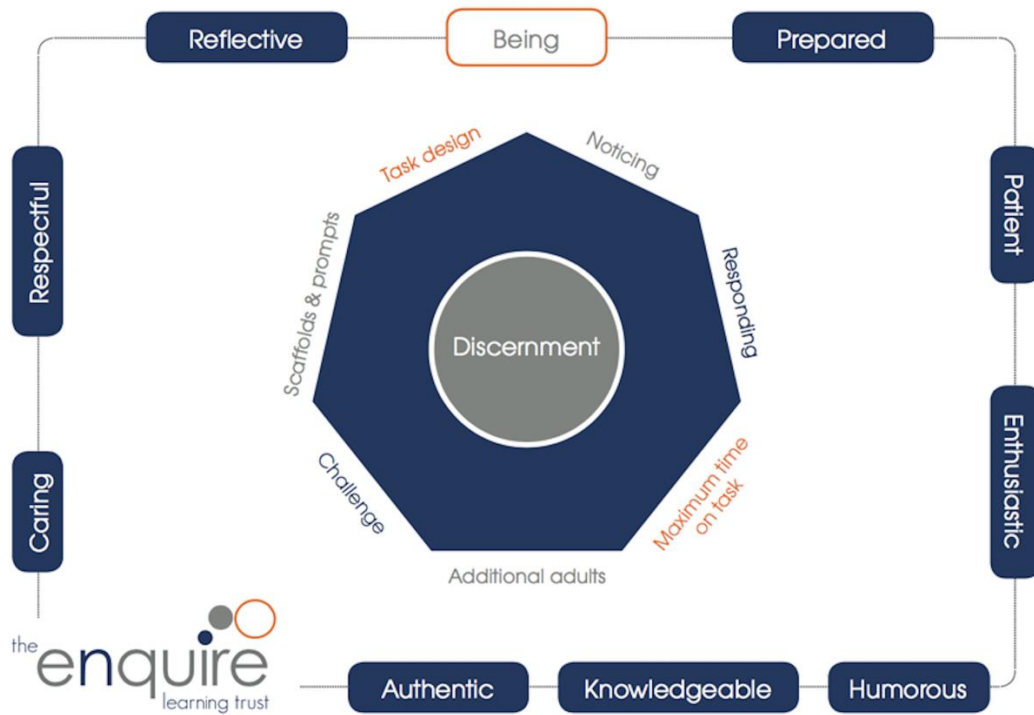 Reflective
Being
Prepared
Respectful
Patient
Task design
Noticing
Scaffolds & prompts
Responding
Discernment
Caring
Enthusiastic
Challenge
Maximum time
on task
Additional adults
the
enquire
learning trust
Authentic
Knowledgeable
Humorous